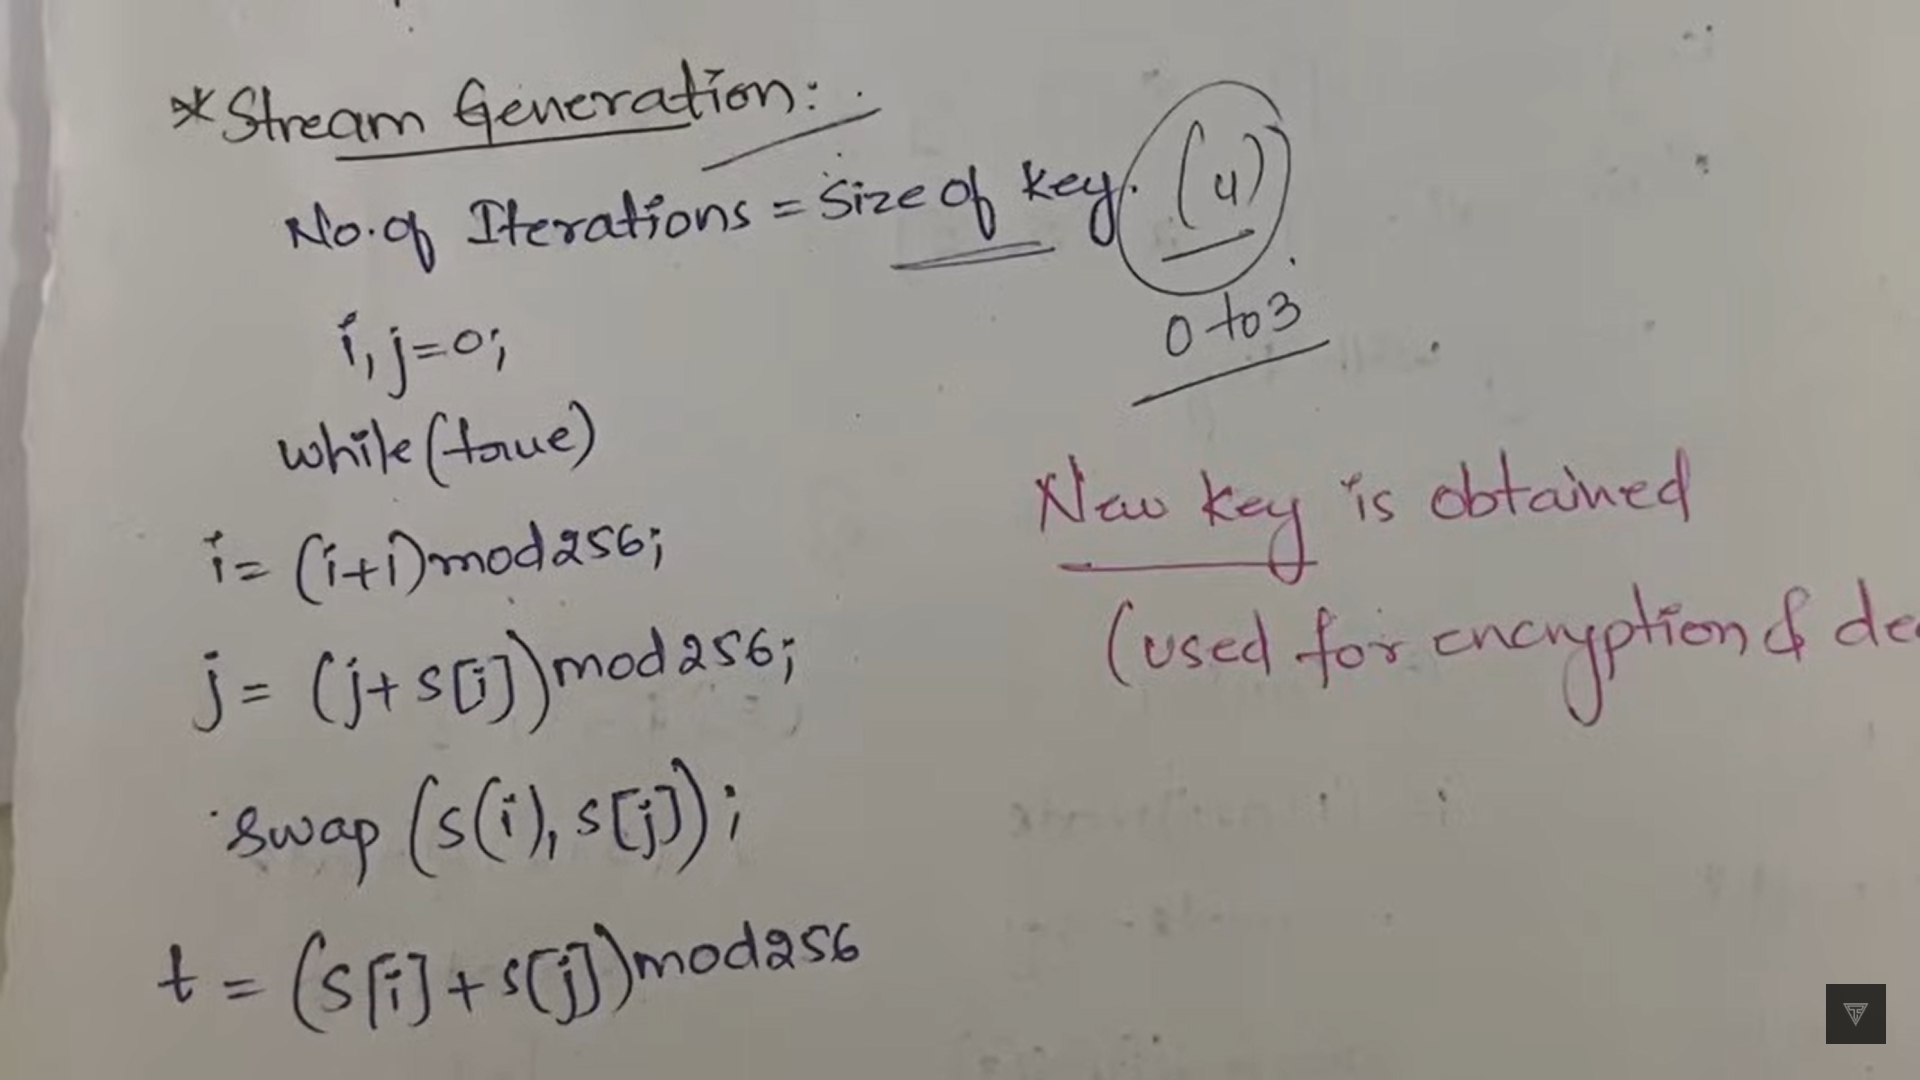 * Stream Generation:
No. of Iterations = Size of key. (4)
0 to 3
i, j = 0;
while (true)
i = (i+1) mod 256;
j = (j + s[i]) mod 256;
swap (s(i), s[j]);
t = (s[i] + s[j]) mod 256
New key is obtained
(used for encryption & de